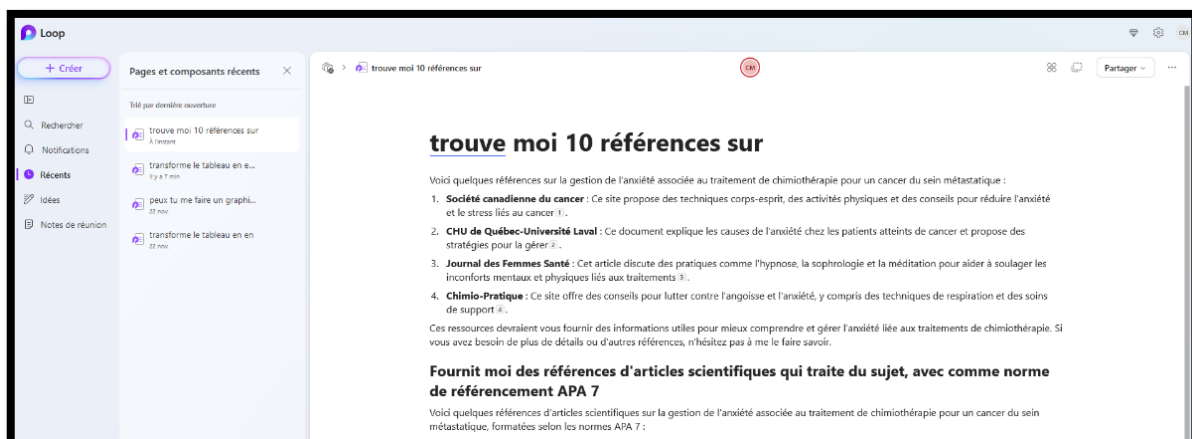 Loop
CM
+ Créer
Pages et composants récents
trouve moi 10 références sur
CM
Partager
Trié par dernière ouverture
Rechercher
trouve moi 10 références sur
À l'instant
Notifications
transforme le tableau en e...
Il y a 7 min
Récents
Idées
peux tu me faire un graphi...
22 nov.
Notes de réunion
transforme le tableau en en
22 nov.
trouve moi 10 références sur
Voici quelques références sur la gestion de l'anxiété associée au traitement de chimiothérapie pour un cancer du sein métastatique :
1. Société canadienne du cancer : Ce site propose des techniques corps-esprit, des activités physiques et des conseils pour réduire l'anxiété
et le stress liés au cancer 1 .
2. CHU de Québec-Université Laval : Ce document explique les causes de l'anxiété chez les patients atteints de cancer et propose des
stratégies pour la gérer 2 .
3. Journal des Femmes Santé : Cet article discute des pratiques comme l'hypnose, la sophrologie et la méditation pour aider à soulager les
inconforts mentaux et physiques liés aux traitements 3 .
4. Chimio-Pratique : Ce site offre des conseils pour lutter contre l'angoisse et l'anxiété, y compris des techniques de respiration et des soins
de support 4 .
Ces ressources devraient vous fournir des informations utiles pour mieux comprendre et gérer l'anxiété liée aux traitements de chimiothérapie. Si
vous avez besoin de plus de détails ou d'autres références, n'hésitez pas à me le faire savoir.
Fournit moi des références d'articles scientifiques qui traite du sujet, avec comme norme
de référencement APA 7
Voici quelques références d'articles scientifiques sur la gestion de l'anxiété associée au traitement de chimiothérapie pour un cancer du sein
métastatique, formatées selon les normes APA 7 :